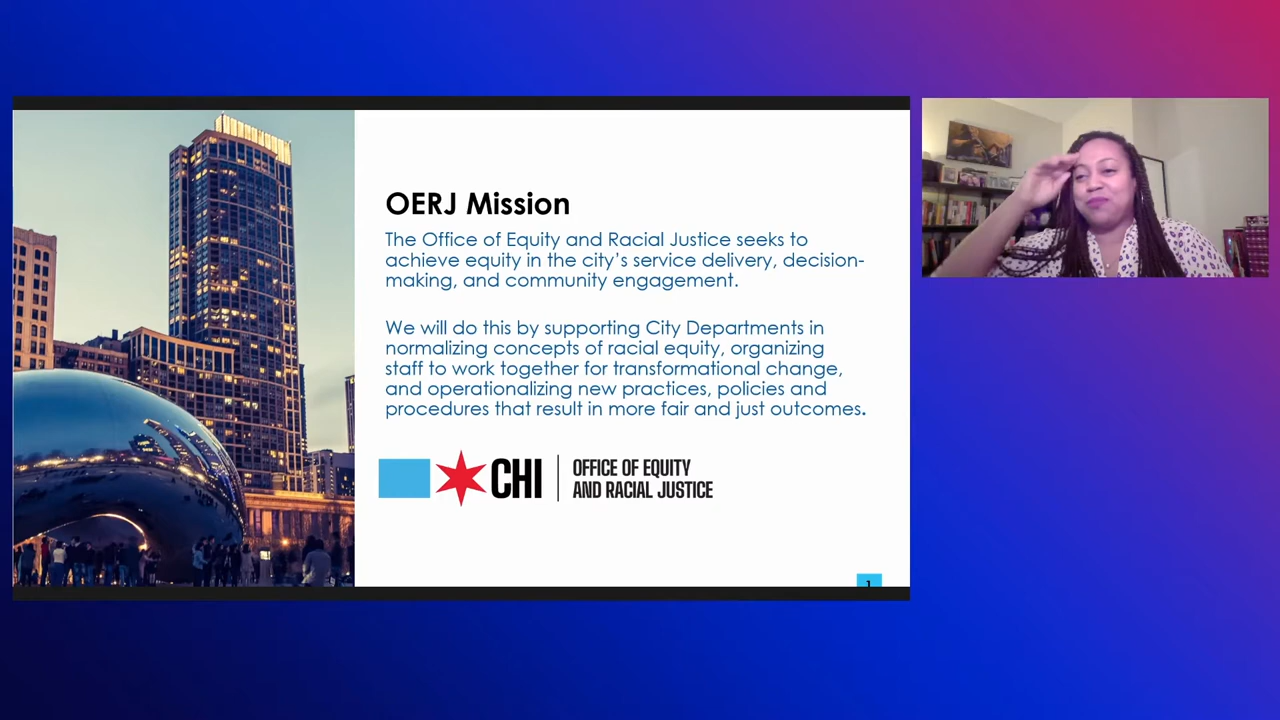 OERJ Mission
The Office of Equity and Racial Justice seeks to
achieve equity in the city's service delivery, decision-
making, and community engagement.
We will do this by supporting City Departments in
normalizing concepts of racial equity, organizing
staff to work together for transformational change,
and operationalizing new practices, policies and
procedures that result in more fair and just outcomes.
CHI
OFFICE OF EQUITY
AND RACIAL JUSTICE
1